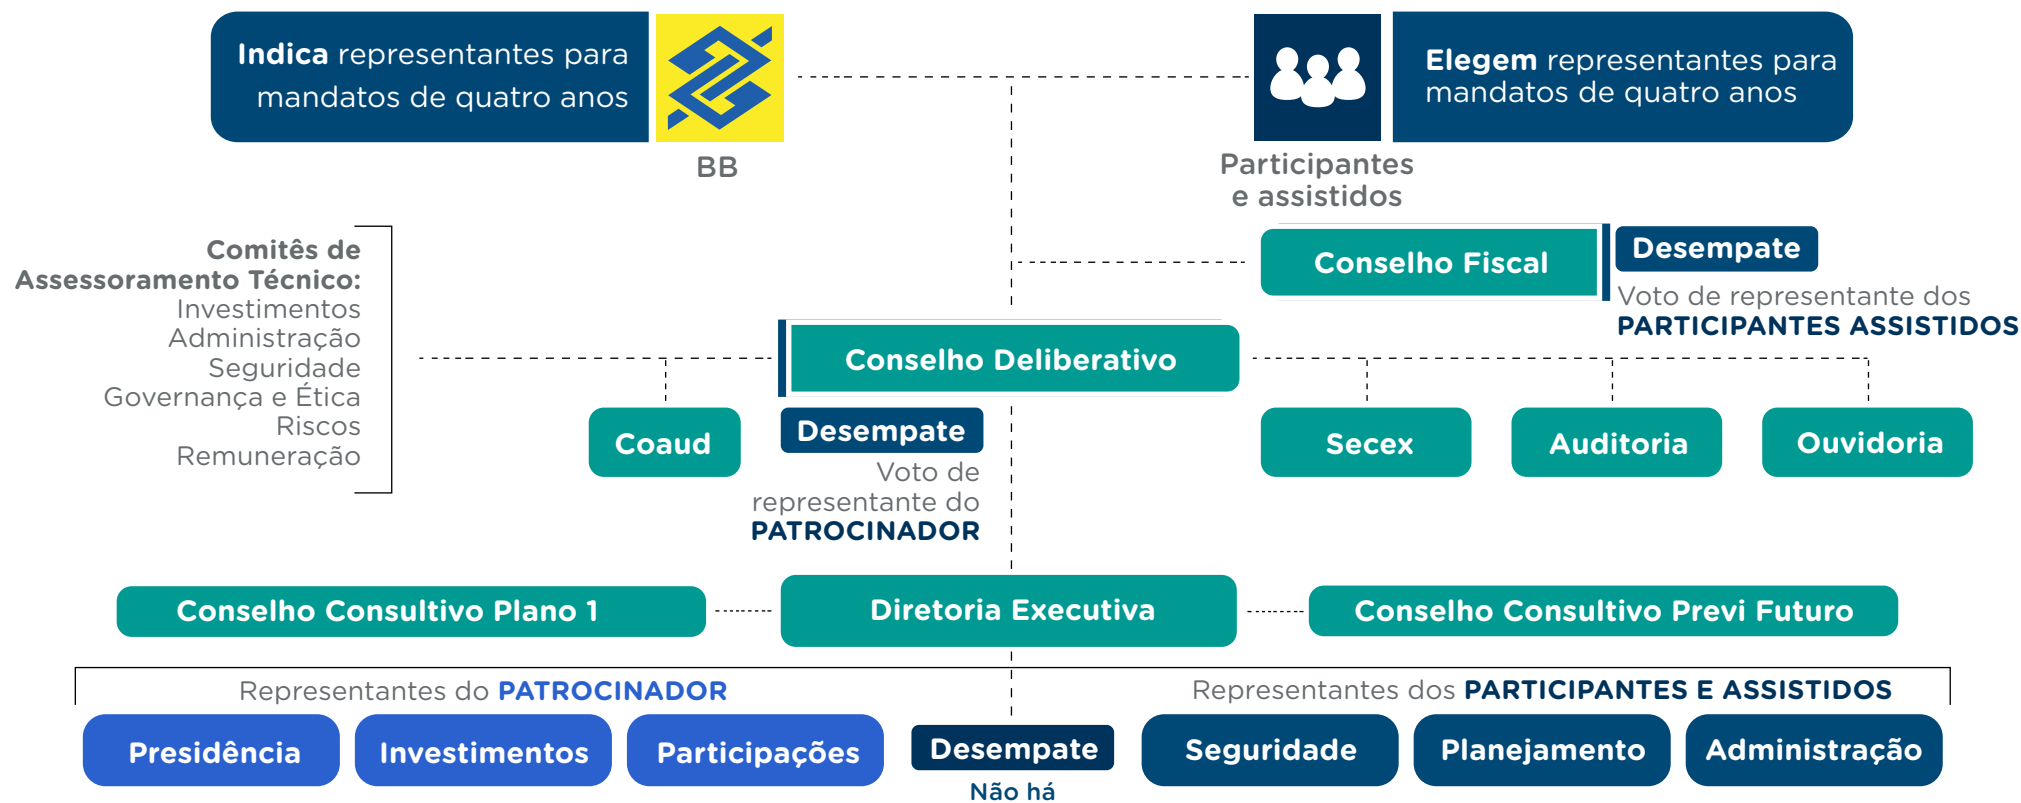 Indica representantes para
mandatos de quatro anos
BB
Elegem representantes para
mandatos de quatro anos
Participantes
e assistidos
Comitês de
Assessoramento Técnico:
Investimentos
Administração
Seguridade
Governança e Ética
Riscos
Remuneração
Conselho Fiscal
Desempate
Voto de representante dos
PARTICIPANTES ASSISTIDOS
Conselho Deliberativo
Coaud
Desempate
Voto de
representante do
PATROCINADOR
Secex
Auditoria
Ouvidoria
Conselho Consultivo Plano 1
Diretoria Executiva
Conselho Consultivo Previ Futuro
Representantes do PATROCINADOR
Representantes dos PARTICIPANTES E ASSISTIDOS
Presidência
Investimentos
Participações
Desempate
Não há
Seguridade
Planejamento
Administração